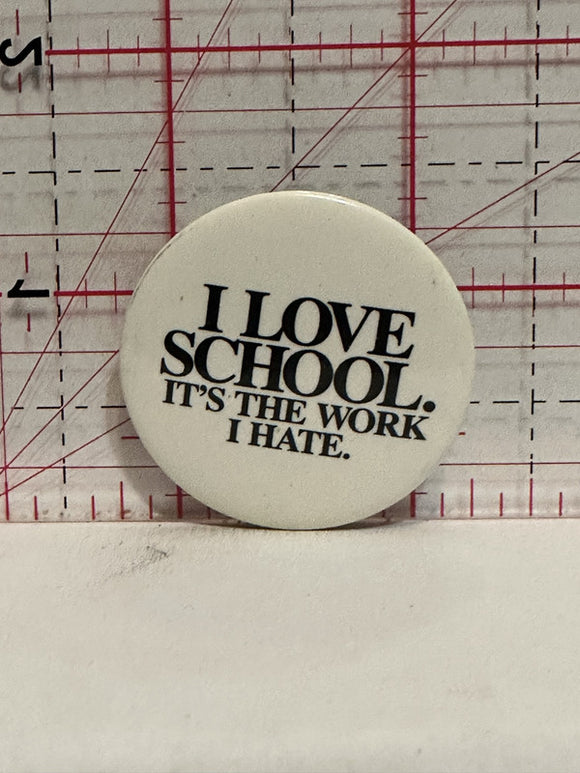 I LOVE
SCHOOL.
IT'S THE WORK
I HATE.